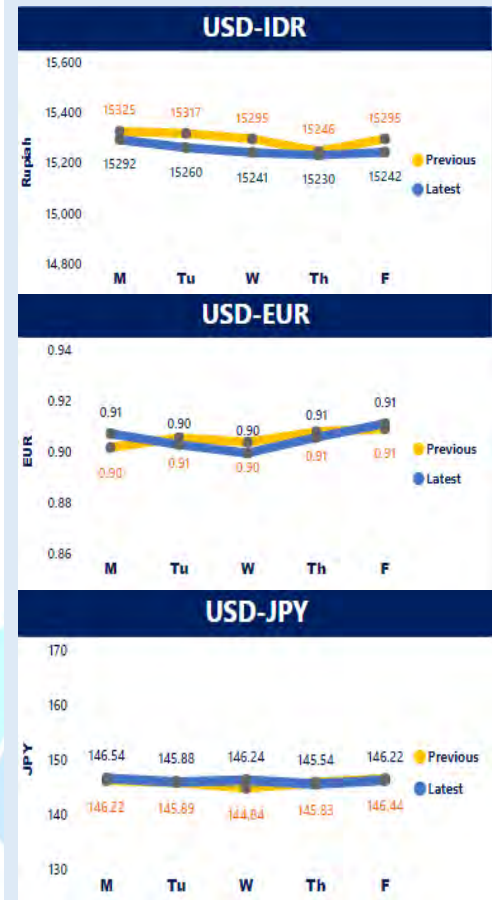 USD-IDR
15,600
15,400
15,200
15,000
14,800
Rupiah
15325 15317 15295 15246 15295
15292 15260 15241 15230 15242
Previous
Latest
M Tu W Th F
USD-EUR
0.94
0.92
0.90
0.88
0.86
EUR
0.91 0.90 0.90 0.91 0.91
0.90 0.91 0.90 0.91 0.91
Previous
Latest
M Tu W Th F
USD-JPY
170
160
150
140
130
JPY
146.54 145.88 146.24 145.54 146.22
146.22 145.89 144.84 145.83 146.44
Previous
Latest
M Tu W Th F